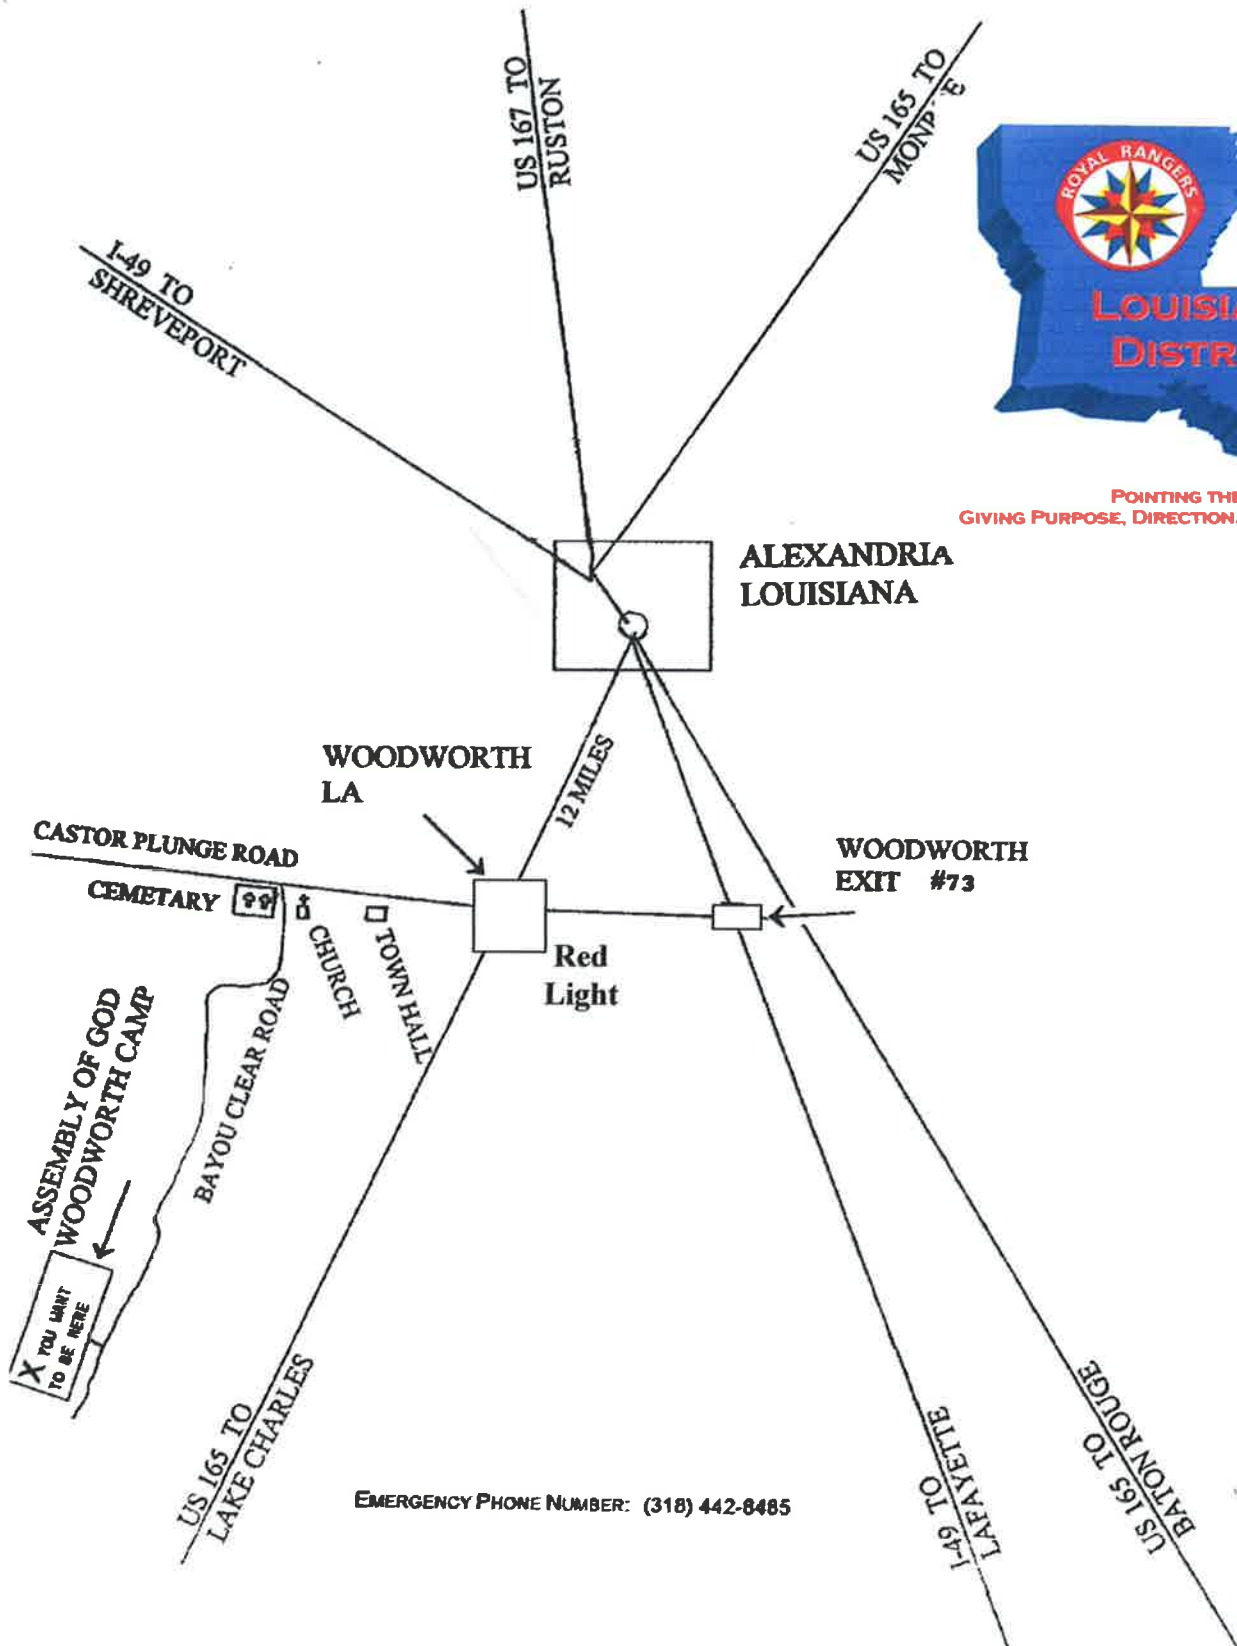 US 167 TO
RUSTON
US 165 TO
I-49 TO
SHREVEPORT
ROYAL RANGERS
LOUISIA
DISTR
POINTING THE
GIVING PURPOSE, DIRECTION,
ALEXANDRIA
LOUISIANA
12 MILES
WOODWORTH
LA
CASTOR PLUNGE ROAD
CEMETARY
CHURCH
TOWN HALL
Red
Light
WOODWORTH
EXIT #73
BAYOU CLEAR ROAD
ASSEMBLY OF GOD
WOODWORTH CAMP
X YOU WANT
TO BE HERE
US 165 TO
LAKE CHARLES
I-49 TO
LAFAYETTE
US 165 TO
BATON ROUGE
EMERGENCY PHONE NUMBER: (318) 442-8485